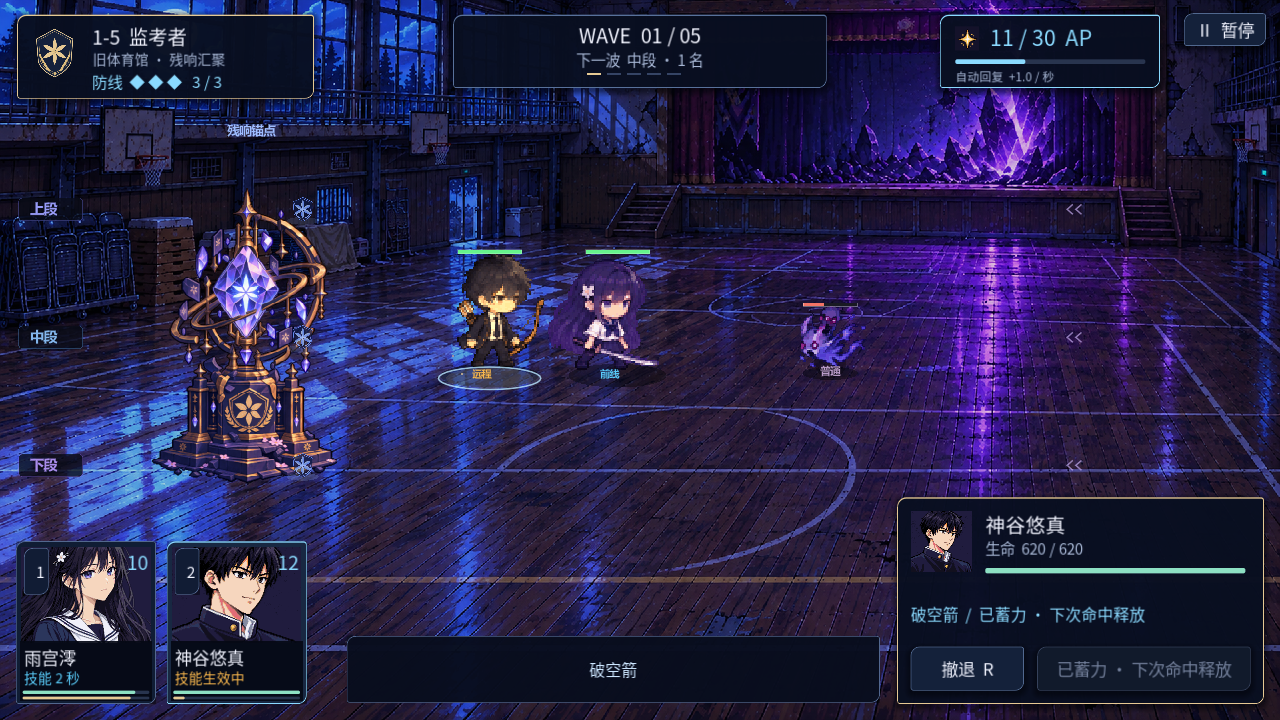 1-5 监考者
旧体育馆 · 残响汇聚
防线 3 / 3
WAVE 01 / 05
下一波 中段 · 1 名
11 / 30 AP
自动回复 +1.0 / 秒
II 暂停
残响锚点
上段
中段
下段
远程
前线
普通
1
10
雨宫澪
技能 2 秒
2
12
神谷悠真
技能生效中
破空箭
神谷悠真
生命 620 / 620
破空箭 / 已蓄力 · 下次命中释放
撤退 R
已蓄力 · 下次命中释放